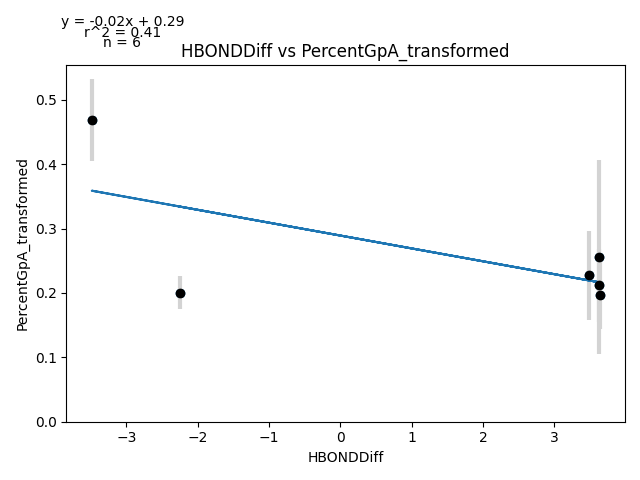 y = -0.02x + 0.29
r^2 = 0.41
n = 6
HBONDDiff vs PercentGpA_transformed
PercentGpA_transformed
0.5
0.4
0.3
0.2
0.1
0.0
−3
−2
−1
0
1
2
3
HBONDDiff